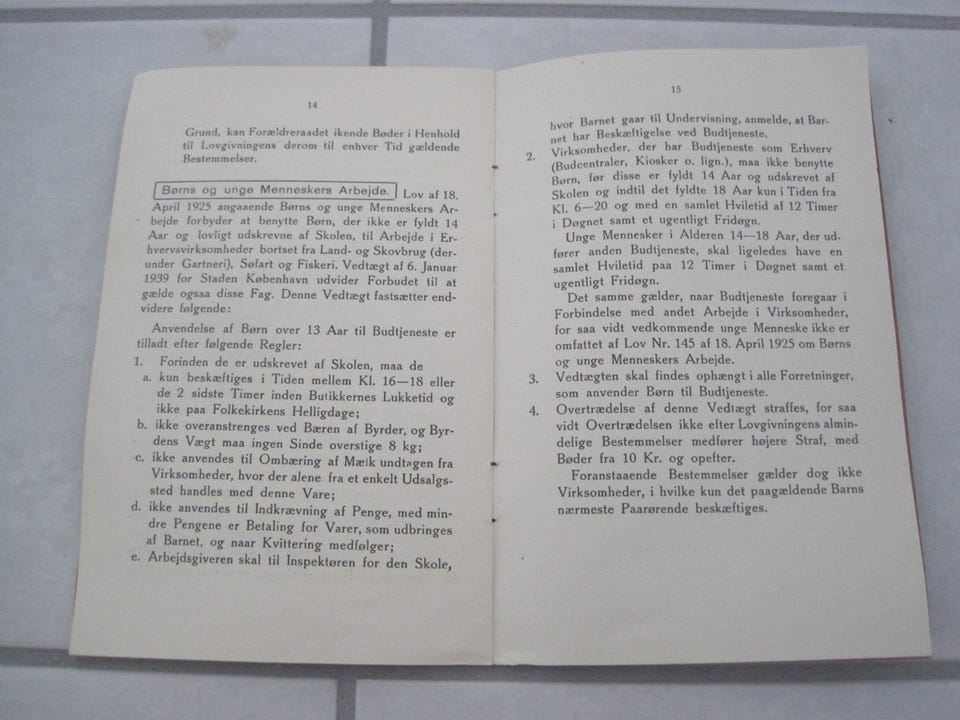 14
Grund, kan Forældreraadet ikende Bøder i Henhold
til Lovgivningens derom til enhver Tid gældende
Bestemmelser.
Børns og unge Menneskers Arbejde. Lov af 18.
April 1925 angaaende Børns og unge Menneskers Ar-
bejde forbyder at benytte Børn, der ikke er fyldt 14
Aar og lovligt udskrevne af Skolen, til Arbejde i Er-
hvervsvirksomheder bortset fra Land- og Skovbrug (der-
under Gartneri), Søfart og Fiskeri. Vedtægt af 6. Januar
1939 for Staden København udvider Forbudet til at
gælde ogsaa disse Fag. Denne Vedtægt fastsætter end-
videre følgende:
Anvendelse af Børn over 13 Aar til Budtjeneste er
tilladt efter følgende Regler:
1. Forinden de er udskrevet af Skolen, maa de
a. kun beskæftiges i Tiden mellem Kl. 16—18 eller
de 2 sidste Timer inden Butikkernes Lukketid og
ikke paa Folkekirkens Helligdage;
b. ikke overanstrenges ved Bæren af Byrder, og Byr-
dens Vægt maa ingen Sinde overstige 8 kg;
c. ikke anvendes til Ombæring af Mælk undtagen fra
Virksomheder, hvor der alene fra et enkelt Udsalgs-
sted handles med denne Vare;
d. ikke anvendes til Indkrævning af Penge, med min-
dre Pengene er Betaling for Varer, som udbringes
af Barnet, og naar Kvittering medfølger;
e. Arbejdsgiveren skal til Inspektøren for den Skole,
15
hvor Barnet gaar til Undervisning, anmelde, at Bar-
net har Beskæftigelse ved Budtjeneste.
2. Virksomheder, der har Budtjeneste som Erhverv
(Budcentraler, Kiosker o. lign.), maa ikke benytte
Børn, før disse er fyldt 14 Aar og udskrevet af
Skolen og indtil det fyldte 18 Aar kun i Tiden fra
Kl. 6—20 og med en samlet Hviletid af 12 Timer
i Døgnet samt et ugentligt Fridøgn.
Unge Mennesker i Alderen 14—18 Aar, der ud-
fører anden Budtjeneste, skal ligeledes have en
samlet Hviletid paa 12 Timer i Døgnet samt et
ugentligt Fridøgn.
Det samme gælder, naar Budtjeneste foregaar i
Forbindelse med andet Arbejde i Virksomheder,
for saa vidt vedkommende unge Menneske ikke er
omfattet af Lov Nr. 145 af 18. April 1925 om Børns
og unge Menneskers Arbejde.
3. Vedtægten skal findes ophængt i alle Forretninger,
som anvender Børn til Budtjeneste.
4. Overtrædelse af denne Vedtægt straffes, for saa
vidt Overtrædelsen ikke efter Lovgivningens almin-
delige Bestemmelser medfører højere Straf, med
Bøder fra 10 Kr. og opefter.
Foranstaaende Bestemmelser gælder dog ikke
Virksomheder, i hvilke kun det paagældende Barns
nærmeste Paarørende beskæftiges.